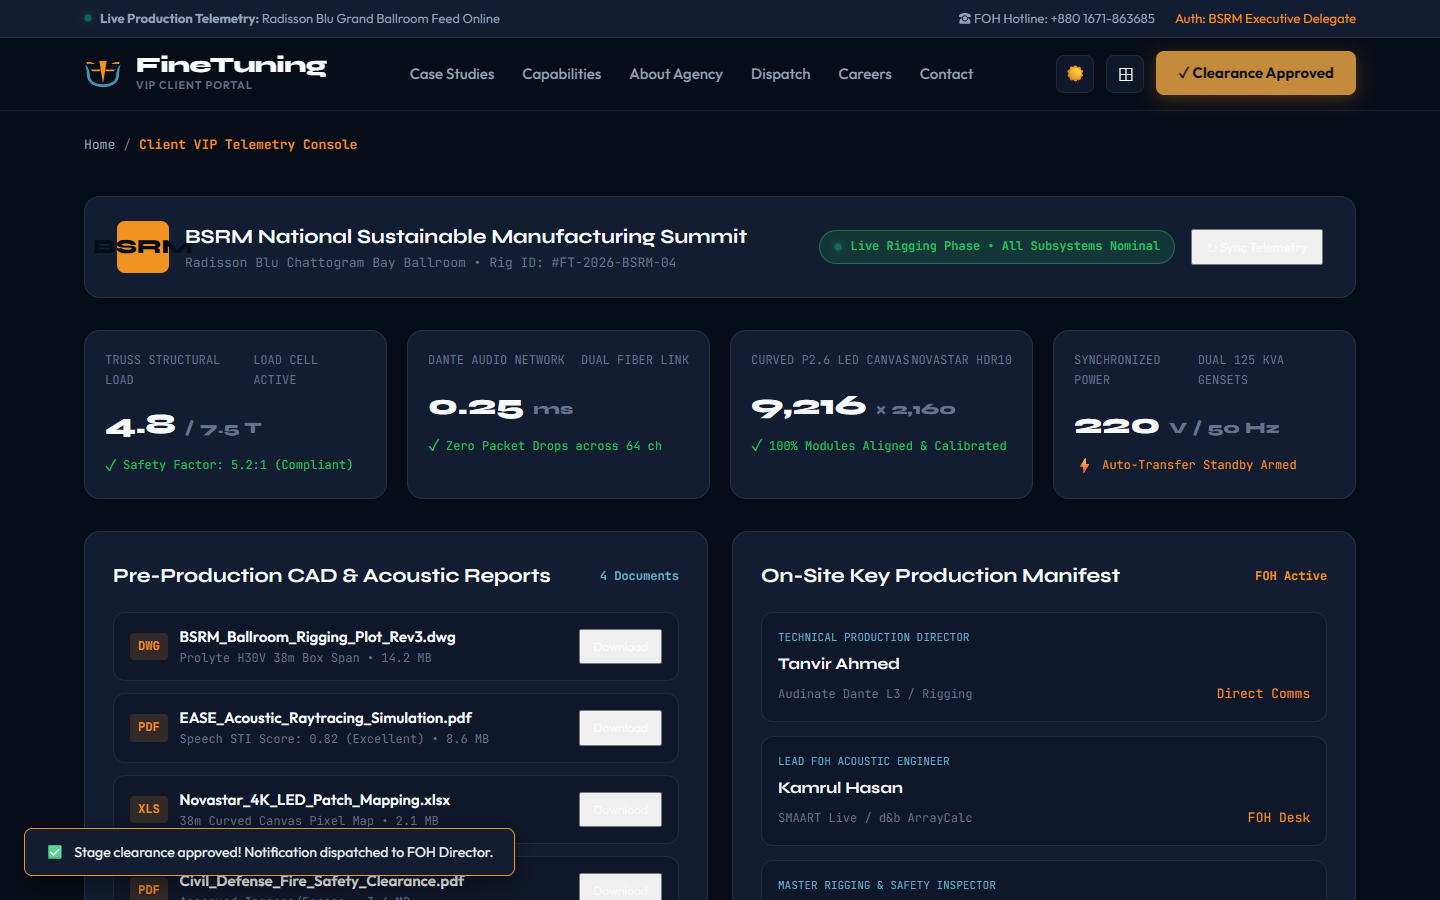 Live Production Telemetry: Radisson Blu Grand Ballroom Feed Online
FOH Hotline: +880 1671-863685
Auth: BSRM Executive Delegate
FineTuning
VIP CLIENT PORTAL
Case Studies
Capabilities
About Agency
Dispatch
Careers
Contact
✓ Clearance Approved
Home / Client VIP Telemetry Console
BSRM
BSRM National Sustainable Manufacturing Summit
Radisson Blu Chattogram Bay Ballroom • Rig ID: #FT-2026-BSRM-04
Live Rigging Phase • All Subsystems Nominal
↻ Sync Telemetry
TRUSS STRUCTURAL LOAD
LOAD CELL ACTIVE
4.8 / 7.5 T
✓ Safety Factor: 5.2:1 (Compliant)
DANTE AUDIO NETWORK
DUAL FIBER LINK
0.25 ms
✓ Zero Packet Drops across 64 ch
CURVED P2.6 LED CANVAS
NOVASTAR HDR10
9,216 × 2,160
✓ 100% Modules Aligned & Calibrated
SYNCHRONIZED POWER
DUAL 125 KVA GENSETS
220 V / 50 Hz
Auto-Transfer Standby Armed
Pre-Production CAD & Acoustic Reports
4 Documents
DWG
BSRM_Ballroom_Rigging_Plot_Rev3.dwg
Prolyte H30V 38m Box Span • 14.2 MB
Download
PDF
EASE_Acoustic_Raytracing_Simulation.pdf
Speech STI Score: 0.82 (Excellent) • 8.6 MB
Download
XLS
Novastar_4K_LED_Patch_Mapping.xlsx
38m Curved Canvas Pixel Map • 2.1 MB
Download
PDF
Civil_Defense_Fire_Safety_Clearance.pdf
Download
On-Site Key Production Manifest
FOH Active
TECHNICAL PRODUCTION DIRECTOR
Tanvir Ahmed
Audinate Dante L3 / Rigging
Direct Comms
LEAD FOH ACOUSTIC ENGINEER
Kamrul Hasan
SMAART Live / d&b ArrayCalc
FOH Desk
MASTER RIGGING & SAFETY INSPECTOR
Stage clearance approved! Notification dispatched to FOH Director.